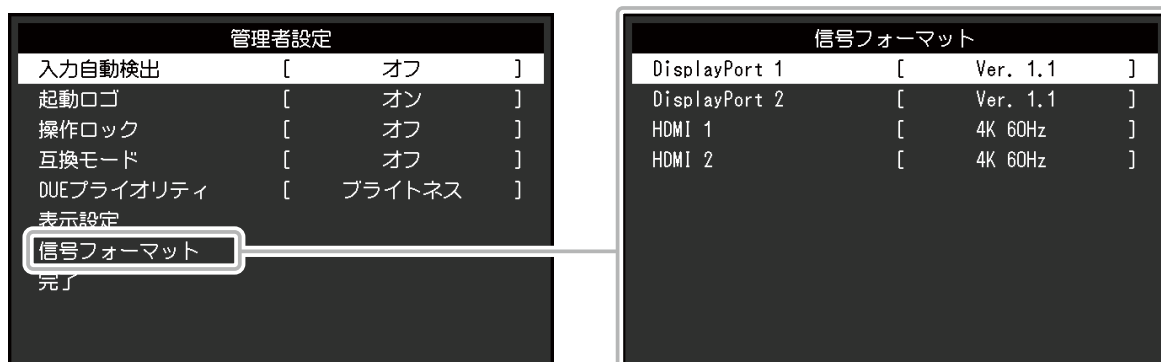 管理者設定
入力自動検出 [ オフ ]
起動ロゴ [ オン ]
操作ロック [ オフ ]
互換モード [ オフ ]
DUEプライオリティ [ ブライトネス ]
表示設定
信号フォーマット
完了
信号フォーマット
DisplayPort 1 [ Ver. 1.1 ]
DisplayPort 2 [ Ver. 1.1 ]
HDMI 1 [ 4K 60Hz ]
HDMI 2 [ 4K 60Hz ]